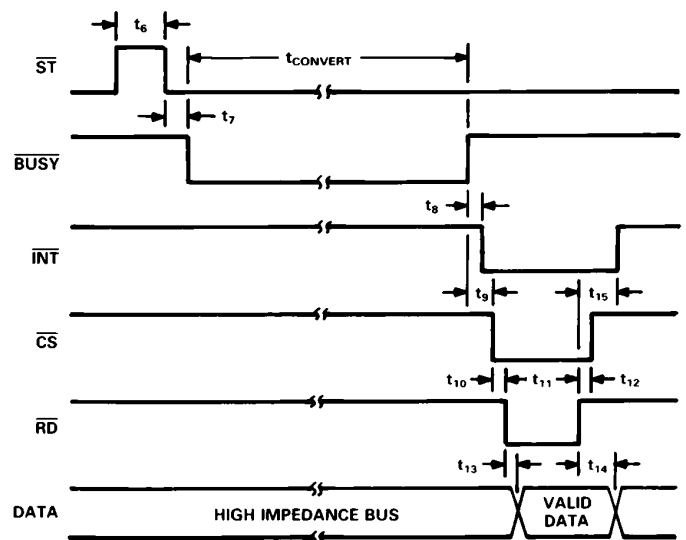 t6
ST
tCONVERT
t7
BUSY
t8
INT
t9
t15
CS
t10
t11
t12
RD
t13
t14
DATA
HIGH IMPEDANCE BUS
VALID
DATA